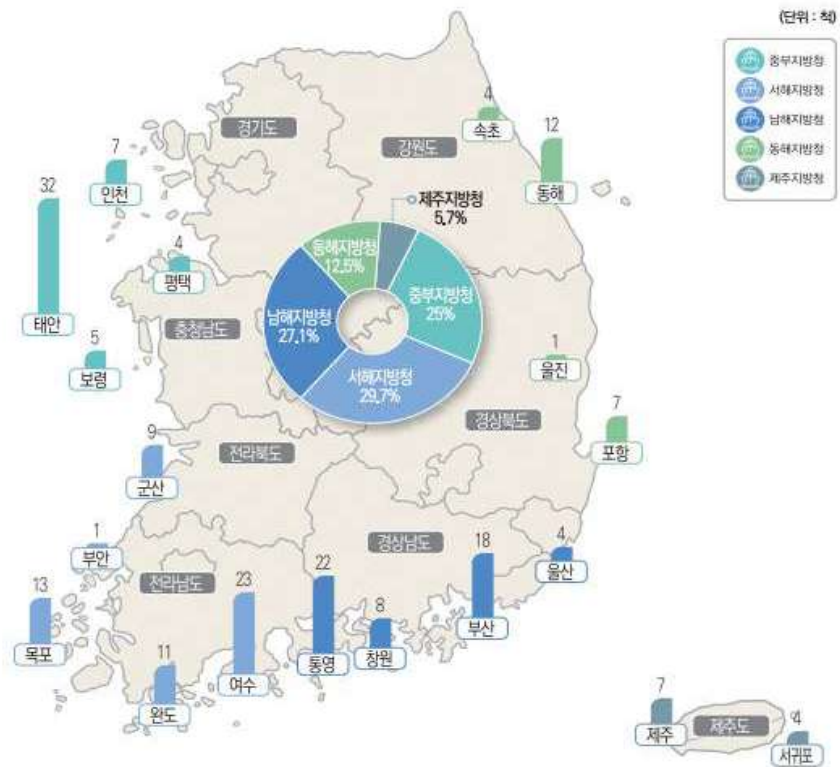 (단위 : 척)
중부지방청
서해지방청
남해지방청
동해지방청
제주지방청
경기도
강원도
4
속초
12
동해
7
인천
32
태안
4
평택
5
보령
충청남도
제주지방청
5.7%
동해지방청
12.5%
중부지방청
25%
남해지방청
27.1%
서해지방청
29.7%
1
울진
경상북도
7
포항
9
군산
전라북도
1
부안
경상남도
18
부산
4
울산
13
목포
전라남도
23
여수
22
통영
8
창원
11
완도
7
제주
제주도
4
서귀포